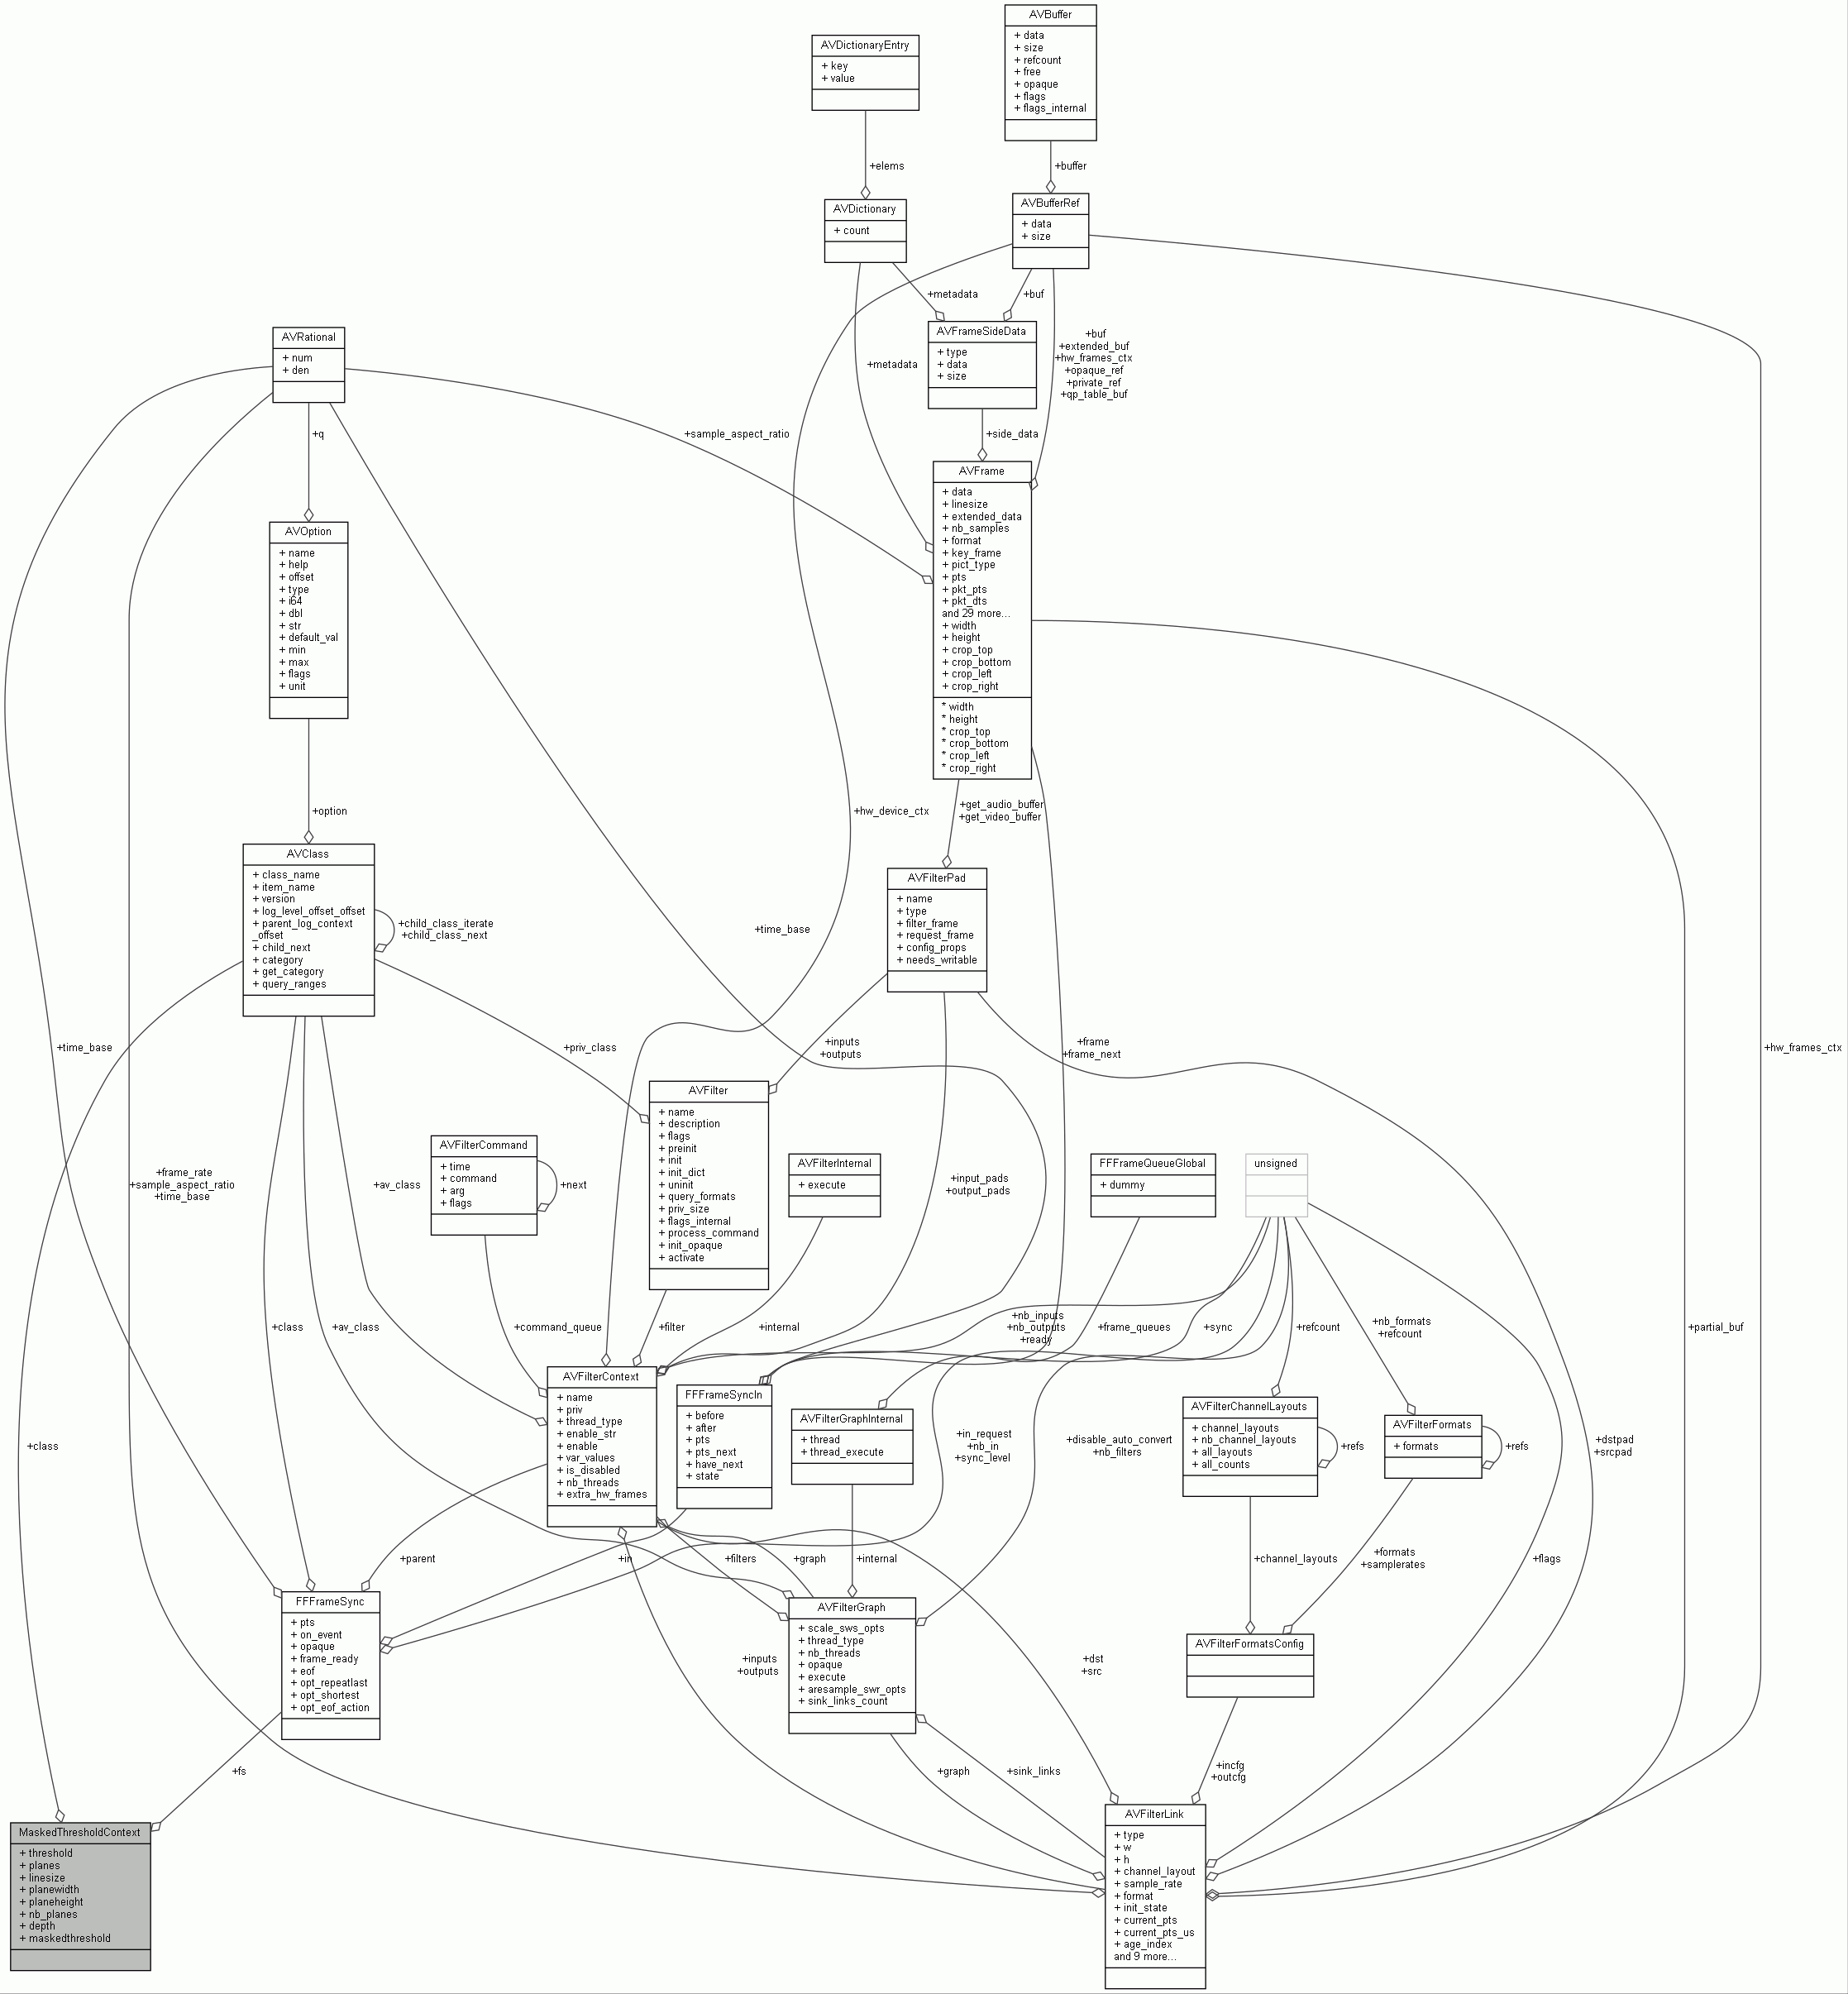 AVBuffer
+ data
+ size
+ refcount
+ free
+ opaque
+ flags
+ flags_internal
AVDictionaryEntry
+ key
+ value
+elems
+buffer
AVDictionary
+ count
AVBufferRef
+ data
+ size
+metadata
+buf
AVFrameSideData
+ type
+ data
+ size
+buf
+extended_buf
+hw_frames_ctx
+opaque_ref
+private_ref
+qp_table_buf
AVRational
+ num
+ den
+metadata
+q
+sample_aspect_ratio
+side_data
AVFrame
+ data
+ linesize
+ extended_data
+ nb_samples
+ format
+ key_frame
+ pict_type
+ pts
+ pkt_pts
+ pkt_dts
and 29 more...
+ width
+ height
+ crop_top
+ crop_bottom
+ crop_left
+ crop_right
* width
* height
* crop_top
* crop_bottom
* crop_left
* crop_right
AVOption
+ name
+ help
+ offset
+ type
+ i64
+ dbl
+ str
+ default_val
+ min
+ max
+ flags
+ unit
+option
+hw_device_ctx
+get_audio_buffer
+get_video_buffer
AVClass
+ class_name
+ item_name
+ version
+ log_level_offset_offset
+ parent_log_context
_offset
+ child_next
+ category
+ get_category
+ query_ranges
+child_class_iterate
+child_class_next
+time_base
AVFilterPad
+ name
+ type
+ filter_frame
+ request_frame
+ config_props
+ needs_writable
+time_base
+priv_class
+inputs
+outputs
+frame
+frame_next
+hw_frames_ctx
AVFilter
+ name
+ description
+ flags
+ preinit
+ init
+ init_dict
+ uninit
+ query_formats
+ priv_size
+ flags_internal
+ process_command
+ init_opaque
+ activate
AVFilterCommand
+ time
+ command
+ arg
+ flags
+next
AVFilterInternal
+ execute
FFFrameQueueGlobal
+ dummy
unsigned
+frame_rate
+sample_aspect_ratio
+time_base
+av_class
+input_pads
+output_pads
+class
+av_class
+command_queue
+filter
+internal
+nb_inputs
+nb_outputs
+ready
+frame_queues
+sync
+refcount
+nb_formats
+refcount
+partial_buf
AVFilterContext
+ name
+ priv
+ thread_type
+ enable_str
+ enable
+ var_values
+ is_disabled
+ nb_threads
+ extra_hw_frames
FFFrameSyncIn
+ before
+ after
+ pts
+ pts_next
+ have_next
+ state
AVFilterGraphInternal
+ thread
+ thread_execute
+in_request
+nb_in
+sync_level
+disable_auto_convert
+nb_filters
AVFilterChannelLayouts
+ channel_layouts
+ nb_channel_layouts
+ all_layouts
+ all_counts
+refs
AVFilterFormats
+ formats
+refs
+dstpad
+srcpad
+class
+parent
+in
+filters
+graph
+internal
+channel_layouts
+formats
+samplerates
+flags
FFFrameSync
+ pts
+ on_event
+ opaque
+ frame_ready
+ eof
+ opt_repeatlast
+ opt_shortest
+ opt_eof_action
AVFilterGraph
+ scale_sws_opts
+ thread_type
+ nb_threads
+ opaque
+ execute
+ aresample_swr_opts
+ sink_links_count
AVFilterFormatsConfig
+inputs
+outputs
+dst
+src
+fs
+graph
+sink_links
+incfg
+outcfg
MaskedThresholdContext
+ threshold
+ planes
+ linesize
+ planewidth
+ planeheight
+ nb_planes
+ depth
+ maskedthreshold
AVFilterLink
+ type
+ w
+ h
+ channel_layout
+ sample_rate
+ format
+ init_state
+ current_pts
+ current_pts_us
+ age_index
and 9 more...